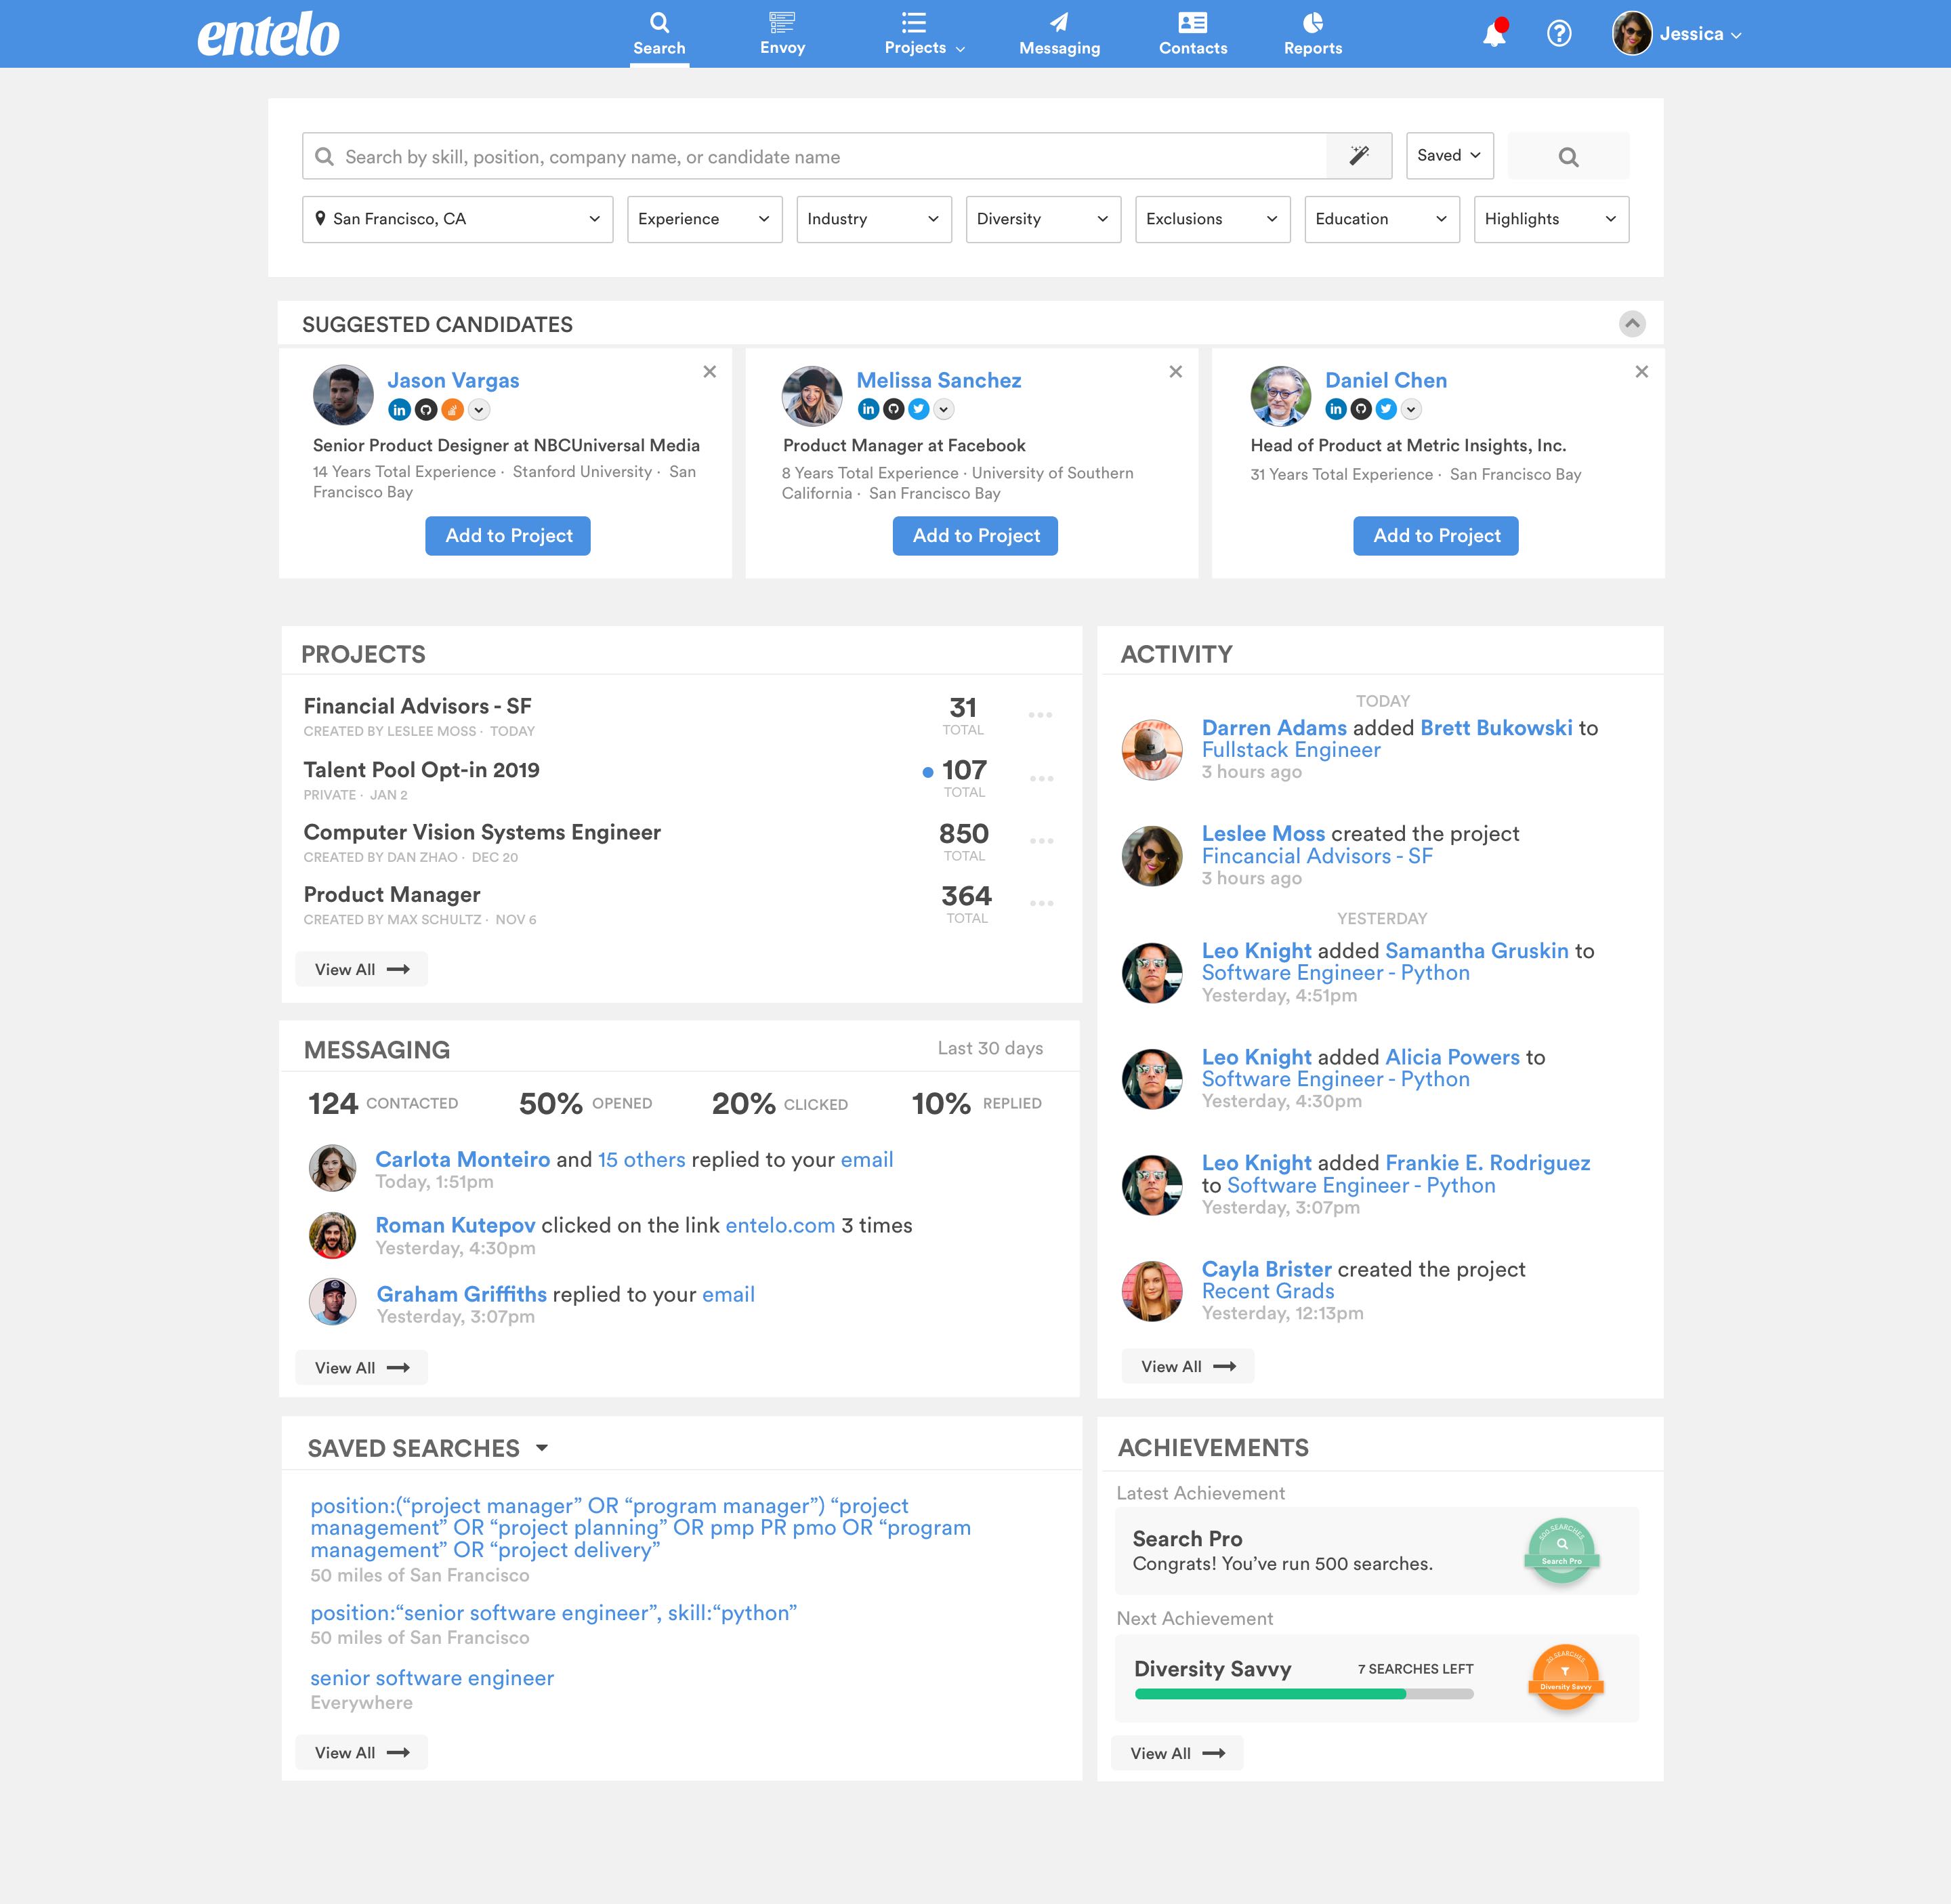 entelo
Search
Envoy
Projects
Messaging
Contacts
Reports
Jessica
Search by skill, position, company name, or candidate name
Saved
San Francisco, CA
Experience
Industry
Diversity
Exclusions
Education
Highlights
SUGGESTED CANDIDATES
Jason Vargas
in
Senior Product Designer at NBCUniversal Media
14 Years Total Experience · Stanford University · San
Francisco Bay
Add to Project
Melissa Sanchez
in
Product Manager at Facebook
8 Years Total Experience · University of Southern
California · San Francisco Bay
Add to Project
Daniel Chen
in
Head of Product at Metric Insights, Inc.
31 Years Total Experience · San Francisco Bay
Add to Project
PROJECTS
Financial Advisors - SF
CREATED BY LESLEE MOSS · TODAY
31
TOTAL
Talent Pool Opt-in 2019
PRIVATE · JAN 2
107
TOTAL
Computer Vision Systems Engineer
CREATED BY DAN ZHAO · DEC 20
850
TOTAL
Product Manager
CREATED BY MAX SCHULTZ · NOV 6
364
TOTAL
View All
ACTIVITY
TODAY
Darren Adams added Brett Bukowski to
Fullstack Engineer
3 hours ago
Leslee Moss created the project
Fincancial Advisors - SF
3 hours ago
YESTERDAY
Leo Knight added Samantha Gruskin to
Software Engineer - Python
Yesterday, 4:51pm
Leo Knight added Alicia Powers to
Software Engineer - Python
Yesterday, 4:30pm
Leo Knight added Frankie E. Rodriguez
to Software Engineer - Python
Yesterday, 3:07pm
Cayla Brister created the project
Recent Grads
Yesterday, 12:13pm
View All
MESSAGING
Last 30 days
124 CONTACTED
50% OPENED
20% CLICKED
10% REPLIED
Carlota Monteiro and 15 others replied to your email
Today, 1:51pm
Roman Kutepov clicked on the link entelo.com 3 times
Yesterday, 4:30pm
Graham Griffiths replied to your email
Yesterday, 3:07pm
View All
SAVED SEARCHES
position:(“project manager” OR “program manager”) “project
management” OR “project planning” OR pmp PR pmo OR “program
management” OR “project delivery”
50 miles of San Francisco
position:“senior software engineer”, skill:“python”
50 miles of San Francisco
senior software engineer
Everywhere
View All
ACHIEVEMENTS
Latest Achievement
Search Pro
Congrats! You’ve run 500 searches.
500 SEARCHES
Search Pro
Next Achievement
Diversity Savvy
7 SEARCHES LEFT
SEARCHES
Diversity Savvy
View All